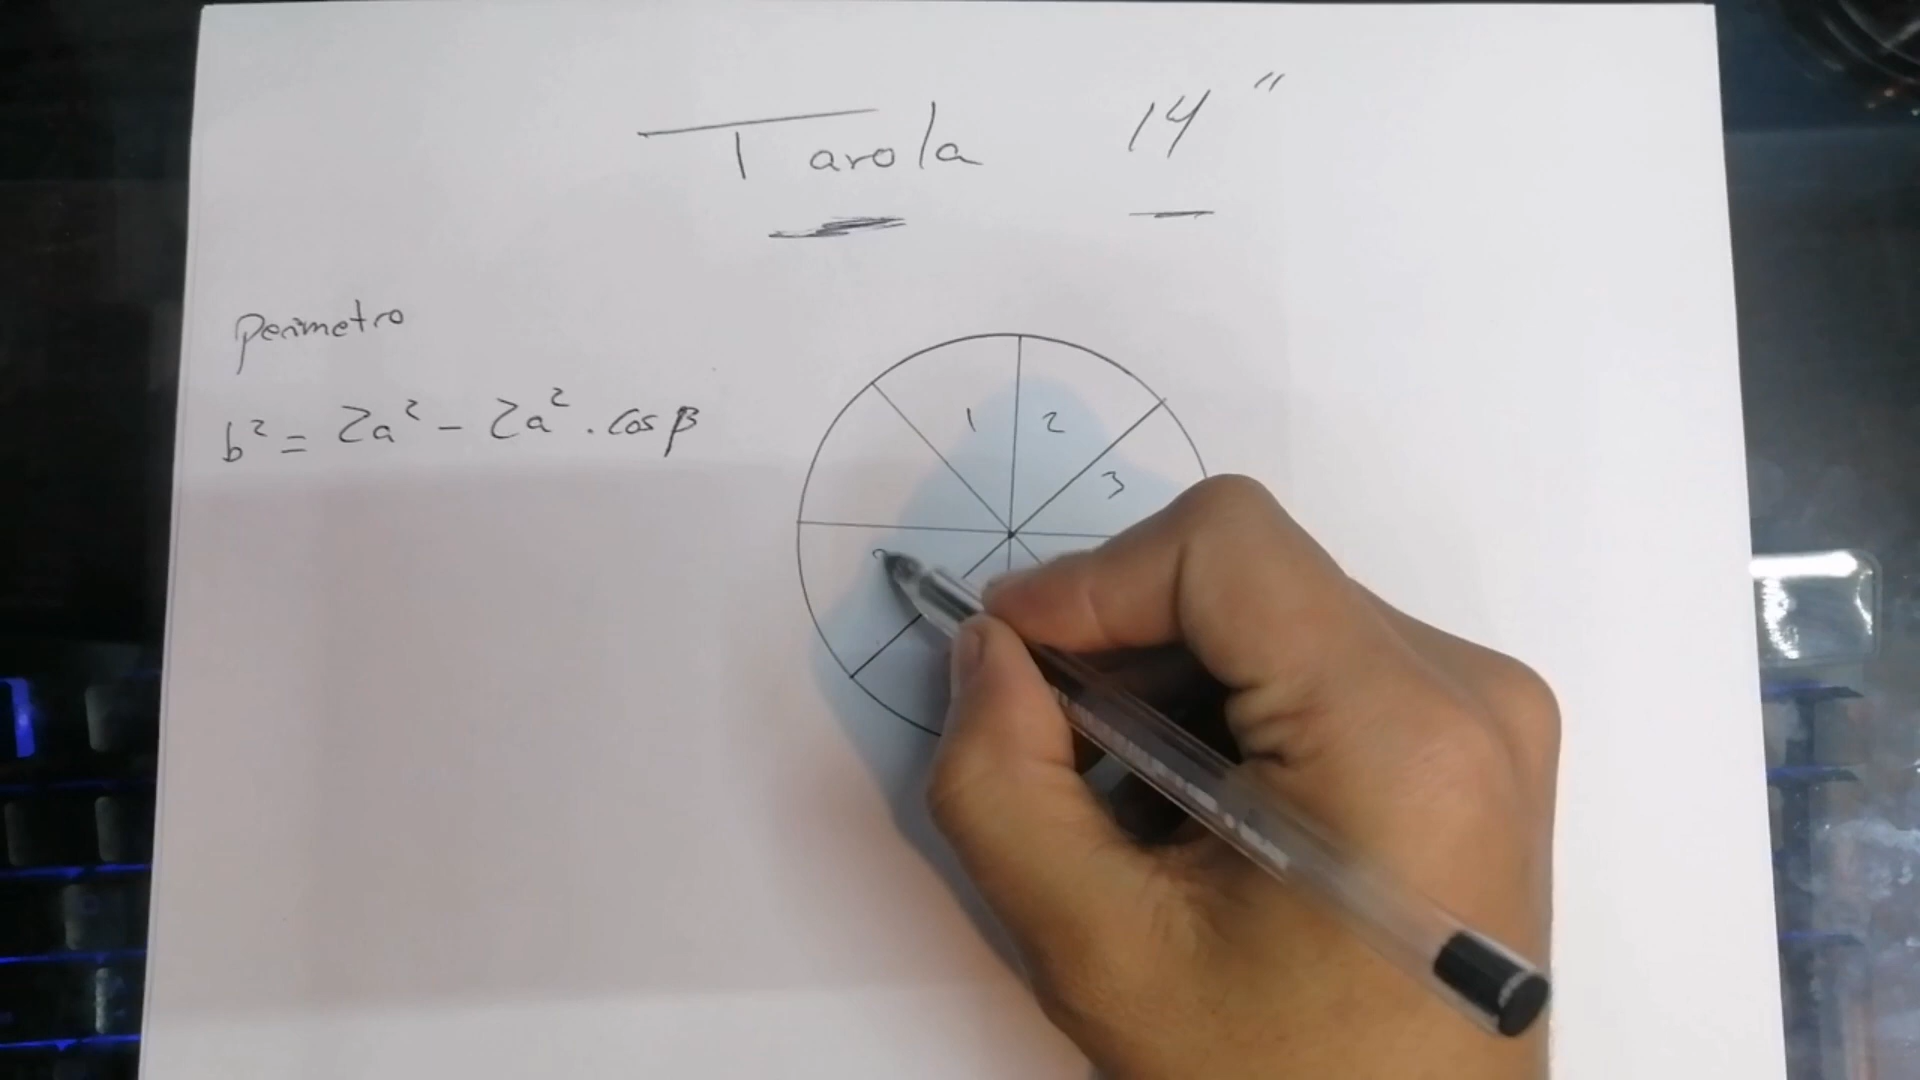 Tarola 14"
perimetro
b² = 2a² - 2a² . cos β
1 2
3